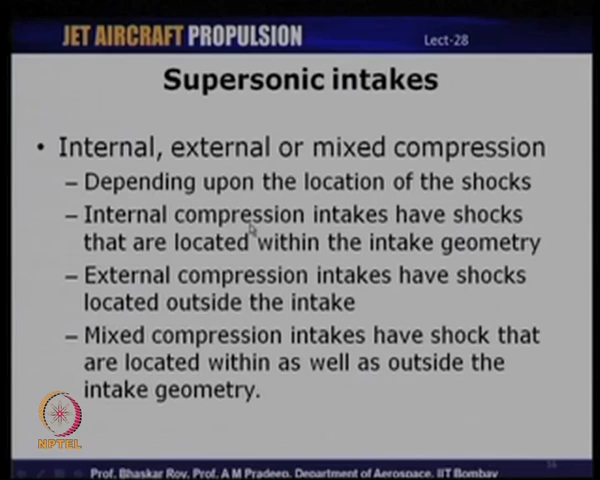 JET AIRCRAFT PROPULSION
Lect-28
Supersonic intakes
• Internal, external or mixed compression
– Depending upon the location of the shocks
– Internal compression intakes have shocks
that are located within the intake geometry
– External compression intakes have shocks
located outside the intake
– Mixed compression intakes have shock that
are located within as well as outside the
intake geometry.
NPTEL
Prof. Bhaskar Roy, Prof. A M Pradeep, Department of Aerospace, IIT Bombay